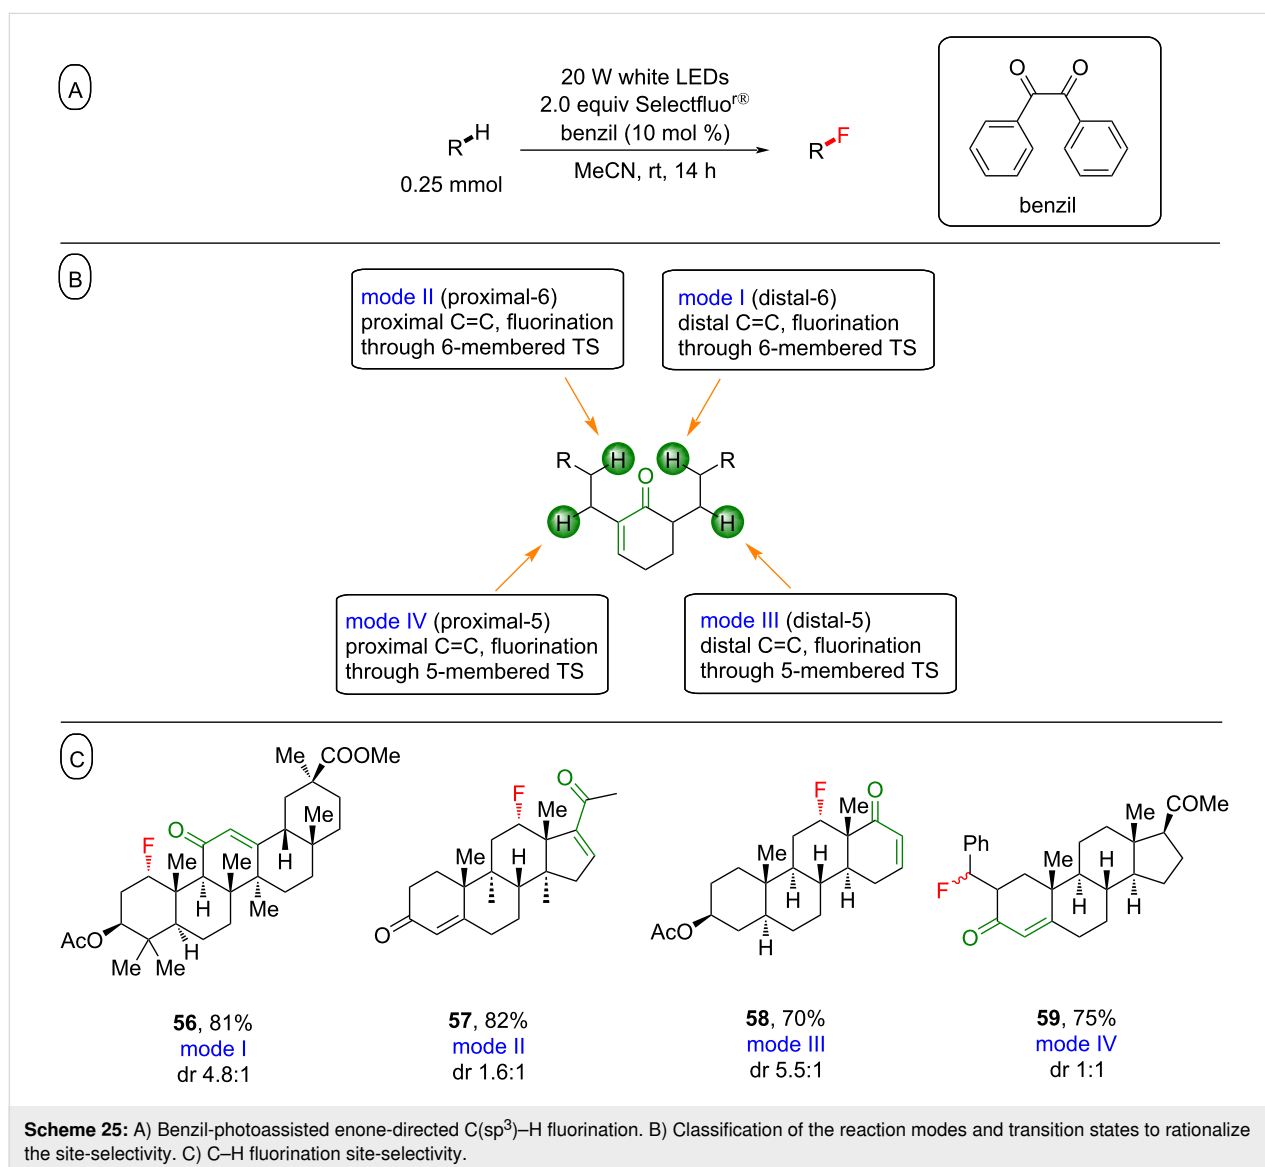 A
20 W white LEDs
2.0 equiv Selectfluor®
benzil (10 mol %)
MeCN, rt, 14 h
R H
0.25 mmol
R F
O O
benzil
B
mode II (proximal-6)
proximal C=C, fluorination
through 6-membered TS
mode I (distal-6)
distal C=C, fluorination
through 6-membered TS
R H H R
O
H H
mode IV (proximal-5)
proximal C=C, fluorination
through 5-membered TS
mode III (distal-5)
distal C=C, fluorination
through 5-membered TS
C
Me COOMe
Me
O
F
Me Me
H
H
Me
AcO
H
Me Me
56, 81%
mode I
dr 4.8:1
O
F
Me
Me H
O
57, 82%
mode II
dr 1.6:1
F O
Me
Me H
H H
AcO
H
58, 70%
mode III
dr 5.5:1
COMe
Me
Ph
Me H
F
H H
O
59, 75%
mode IV
dr 1:1
Scheme 25: A) Benzil-photoassisted enone-directed C(sp3)–H fluorination. B) Classification of the reaction modes and transition states to rationalize
the site-selectivity. C) C–H fluorination site-selectivity.